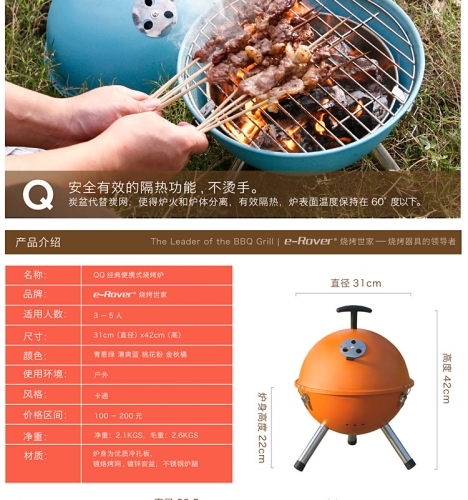 Q
安全有效的隔热功能，不烫手。
炭盆代替炭网，使得炉火和炉体分离，有效隔热，炉表面温度保持在 60°度以下。
产品介绍 The Leader of the BBQ Grill | e-Rover® 烧烤世家 — 烧烤器具的领导者
名称： QQ 经典便携式烧烤炉
品牌： e-Rover® 烧烤世家
适用人数： 3 – 5人
尺寸： 31cm (直径) x42cm (高)
颜色： 青葱绿 清爽蓝 桃花粉 金秋橘
使用环境： 户外
风格： 卡通
价格区间： 100 – 200元
净重： 净重：2.1KGS，毛重：2.6KGS
材质： 炉身为优质冷扎板，
镀铬烤网，镀锌炭盆，不锈钢炉腿
直径 31cm
高度 42cm
炉身高度 22cm